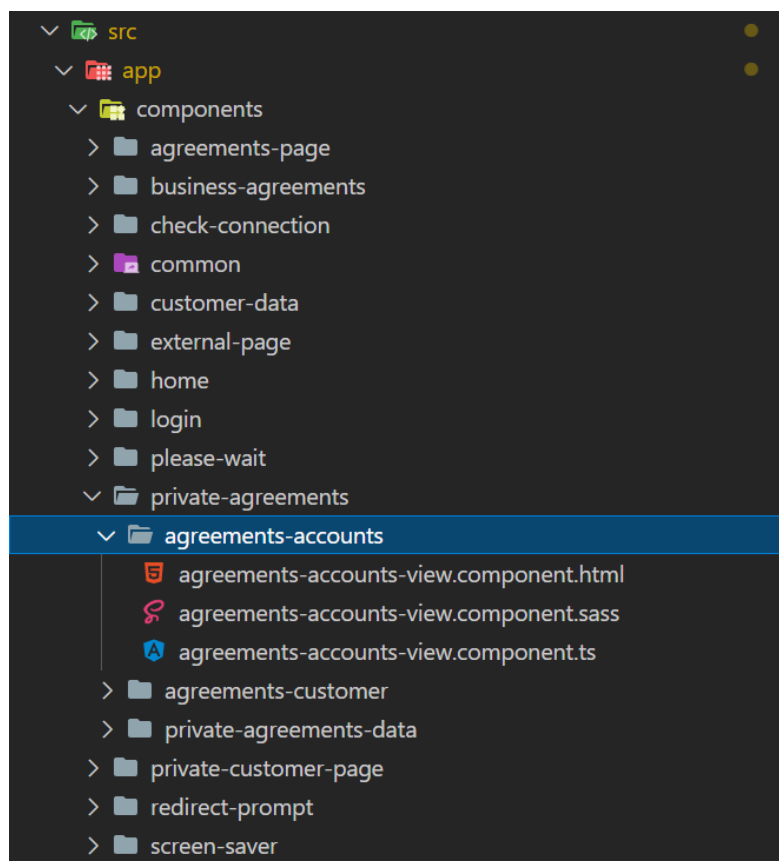 src
app
components
agreements-page
business-agreements
check-connection
common
customer-data
external-page
home
login
please-wait
private-agreements
agreements-accounts
agreements-accounts-view.component.html
agreements-accounts-view.component.sass
agreements-accounts-view.component.ts
agreements-customer
private-agreements-data
private-customer-page
redirect-prompt
screen-saver